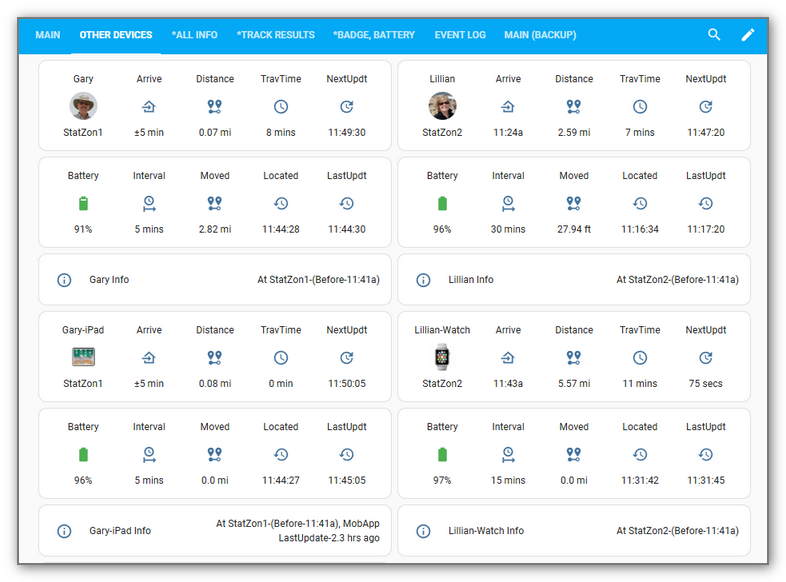 MAIN OTHER DEVICES *ALL INFO *TRACK RESULTS *BADGE, BATTERY EVENT LOG MAIN (BACKUP)
Gary Arrive Distance TravTime NextUpdt
StatZon1 ±5 min 0.07 mi 8 mins 11:49:30
Battery Interval Moved Located LastUpdt
91% 5 mins 2.82 mi 11:44:28 11:44:30
Gary Info At StatZon1-(Before-11:41a)
Lillian Arrive Distance TravTime NextUpdt
StatZon2 11:24a 2.59 mi 7 mins 11:47:20
Battery Interval Moved Located LastUpdt
96% 30 mins 27.94 ft 11:16:34 11:17:20
Lillian Info At StatZon2-(Before-11:41a)
Gary-iPad Arrive Distance TravTime NextUpdt
StatZon1 ±5 min 0.08 mi 0 min 11:50:05
Battery Interval Moved Located LastUpdt
96% 5 mins 0.0 mi 11:44:27 11:45:05
Gary-iPad Info At StatZon1-(Before-11:41a), MobApp
LastUpdate-2.3 hrs ago
Lillian-Watch Arrive Distance TravTime NextUpdt
StatZon2 11:43a 5.57 mi 11 mins 75 secs
Battery Interval Moved Located LastUpdt
97% 15 mins 0.0 mi 11:31:42 11:31:45
Lillian-Watch Info At StatZon2-(Before-11:41a)